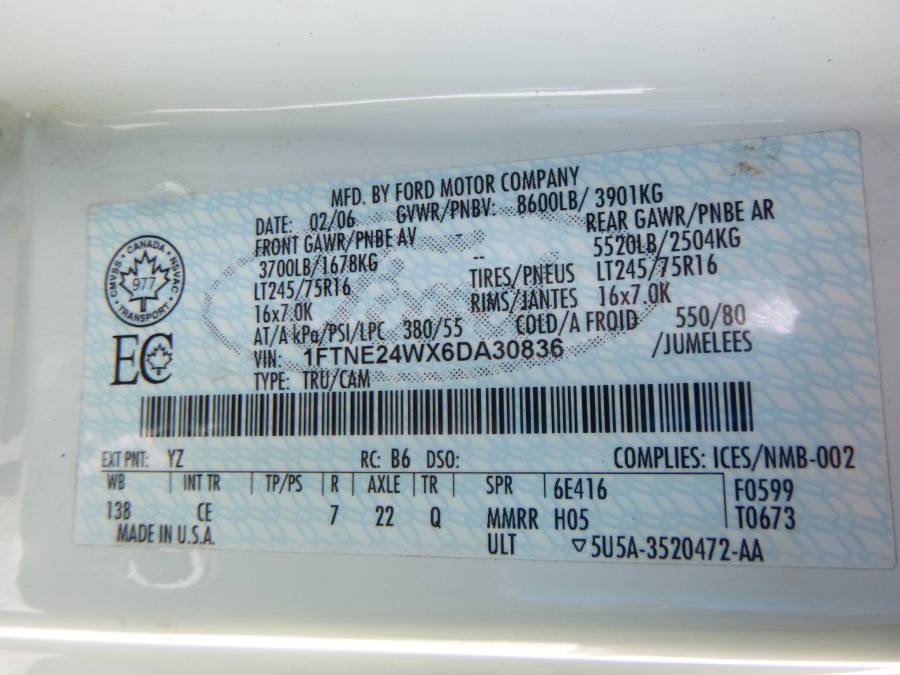 MFD. BY FORD MOTOR COMPANY
DATE: 02/06 GVWR/PNBV: 8600LB/ 3901KG
FRONT GAWR/PNBE AV -- REAR GAWR/PNBE AR
3700LB/1678KG -- 5520LB/2504KG
LT245/75R16 TIRES/PNEUS LT245/75R16
16x7.0K RIMS/JANTES 16x7.0K
AT/A kPa/PSI/LPC 380/55 COLD/A FROID 550/80
VIN: 1FTNE24WX6DA30836 /JUMELEES
TYPE: TRU/CAM
CANADA
CMVSS NSVAC
977
TRANSPORT
EC
EXT PNT: YZ RC: B6 DSO: COMPLIES: ICES/NMB-002
WB | INT TR | TP/PS | R | AXLE | TR | SPR | 6E416 | F0599
138 CE 7 22 Q MMRR H05 T0673
MADE IN U.S.A. ULT ▽5U5A-3520472-AA